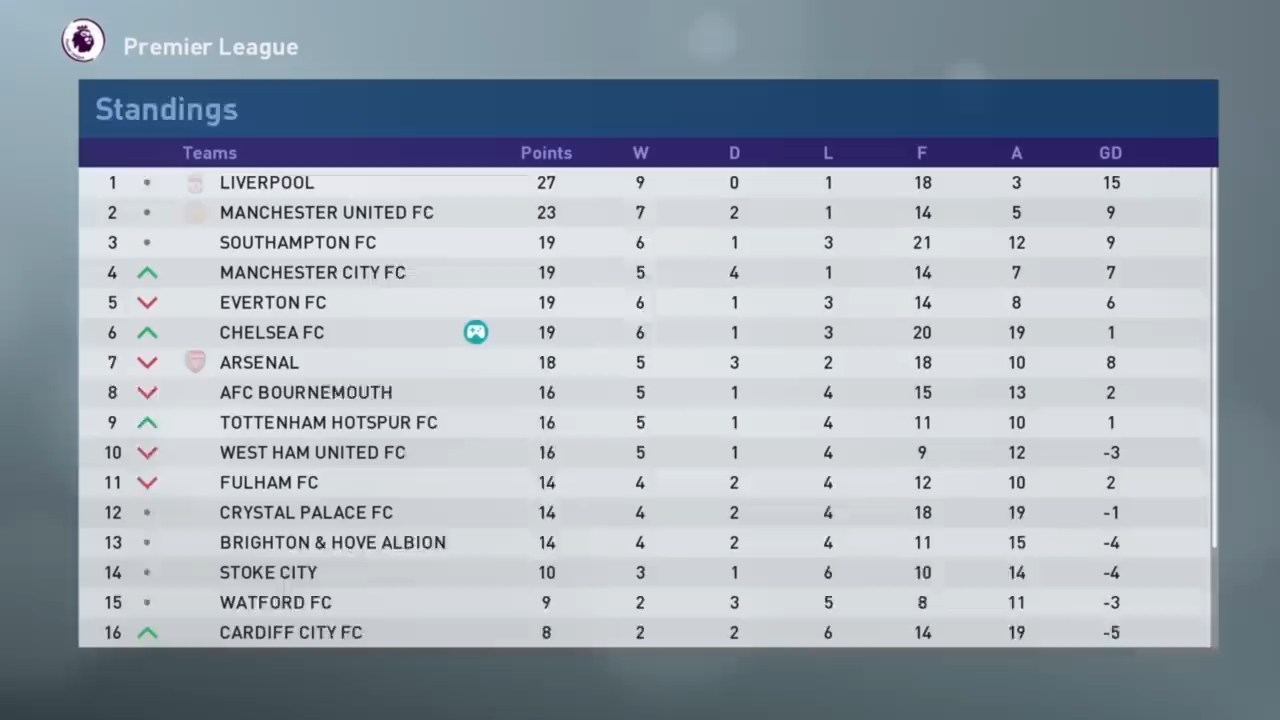 Premier League
Standings
Teams Points W D L F A GD
1 LIVERPOOL 27 9 0 1 18 3 15
2 MANCHESTER UNITED FC 23 7 2 1 14 5 9
3 SOUTHAMPTON FC 19 6 1 3 21 12 9
4 MANCHESTER CITY FC 19 5 4 1 14 7 7
5 EVERTON FC 19 6 1 3 14 8 6
6 CHELSEA FC 19 6 1 3 20 19 1
7 ARSENAL 18 5 3 2 18 10 8
8 AFC BOURNEMOUTH 16 5 1 4 15 13 2
9 TOTTENHAM HOTSPUR FC 16 5 1 4 11 10 1
10 WEST HAM UNITED FC 16 5 1 4 9 12 -3
11 FULHAM FC 14 4 2 4 12 10 2
12 CRYSTAL PALACE FC 14 4 2 4 18 19 -1
13 BRIGHTON & HOVE ALBION 14 4 2 4 11 15 -4
14 STOKE CITY 10 3 1 6 10 14 -4
15 WATFORD FC 9 2 3 5 8 11 -3
16 CARDIFF CITY FC 8 2 2 6 14 19 -5